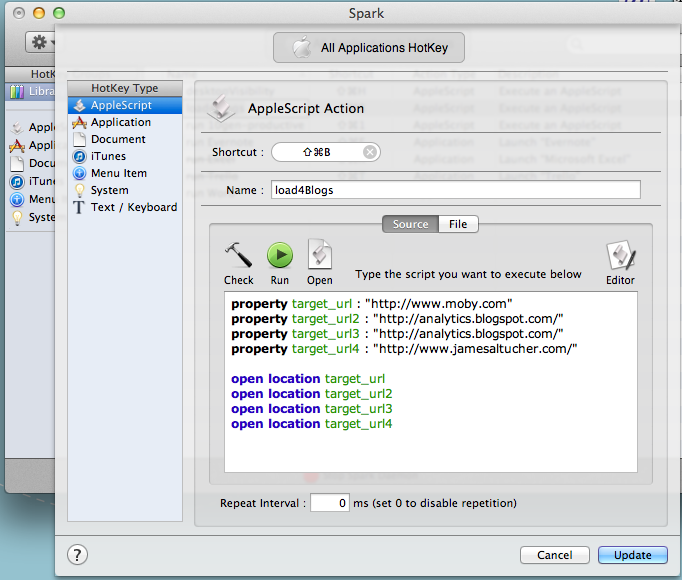 Spark
All Applications HotKey
HotK
Libra
Apple
Appli
Docu
iTune
Menu
Syste
HotKey Type
AppleScript
Application
Document
iTunes
Menu Item
System
Text / Keyboard
AppleScript Action
Shortcut : ⇧⌘B
Name : load4Blogs
Source File
Check Run Open Type the script you want to execute below Editor
property target_url : "http://www.moby.com"
property target_url2 : "http://analytics.blogspot.com/"
property target_url3 : "http://analytics.blogspot.com/"
property target_url4 : "http://www.jamesaltucher.com/"
open location target_url
open location target_url2
open location target_url3
open location target_url4
Repeat Interval : 0 ms (set 0 to disable repetition)
? Cancel Update